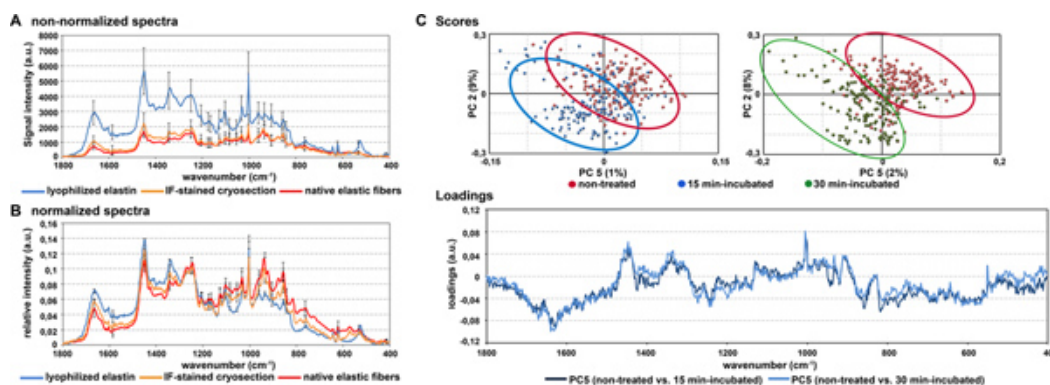 A non-normalized spectra
Signal intensity (a.u.)
8000
7000
6000
5000
4000
3000
2000
1000
0
1800 1600 1400 1200 1000 800 600 400
wavenumber (cm⁻¹)
lyophilized elastin IF-stained cryosection native elastic fibers
B normalized spectra
relative intensity (a.u.)
0,16
0,14
0,12
0,1
0,08
0,06
0,04
0,02
0
1800 1600 1400 1200 1000 800 600 400
wavenumber (cm⁻¹)
lyophilized elastin IF-stained cryosection native elastic fibers
C Scores
PC 2 (9%)
0,3
0
-0,3
-0,15 0 0,15
PC 5 (1%)
PC 2 (8%)
0,3
0
-0,3
-0,2 0 0,2
PC 5 (2%)
non-treated 15 min-incubated 30 min-incubated
Loadings
loadings (a.u.)
0,12
0,08
0,04
0
-0,04
-0,08
-0,12
1800 1600 1400 1200 1000 800 600 400
wavenumber (cm⁻¹)
PC5 (non-treated vs. 15 min-incubated) PC5 (non-treated vs. 30 min-incubated)